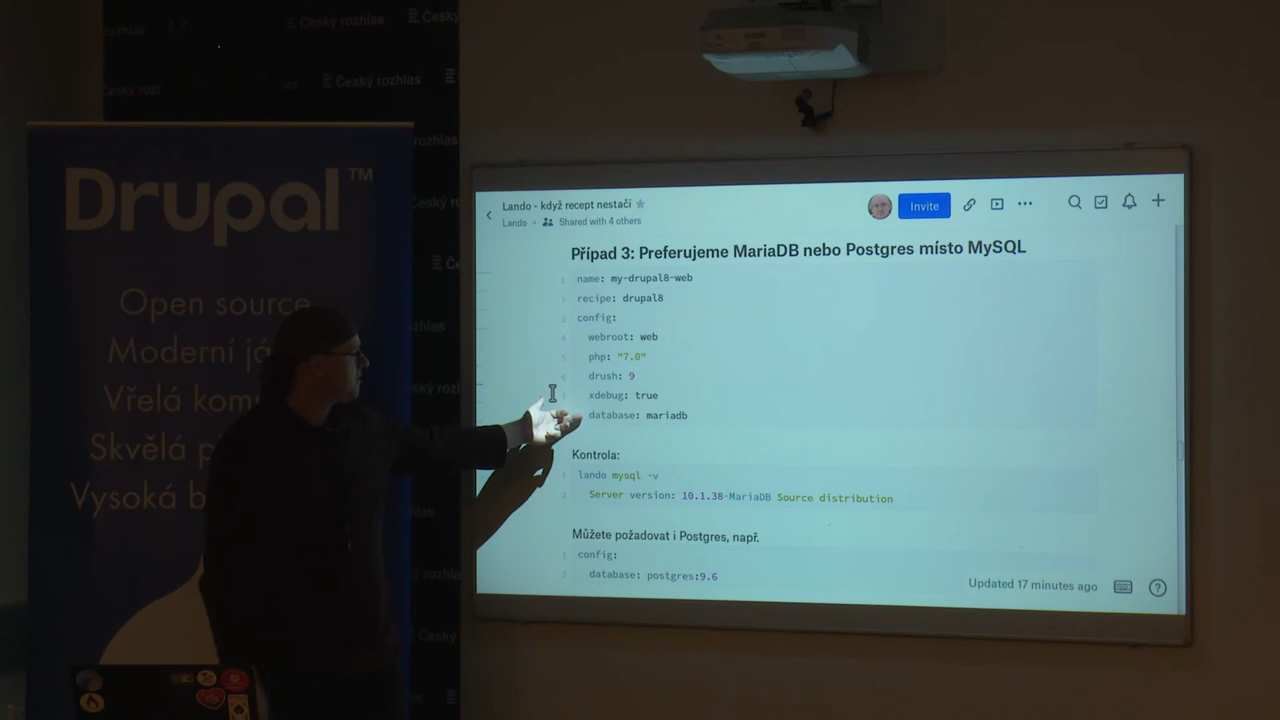 Český rozhlas
Český
Český rozhlas
rozhlas
Drupal™
Open source
Moderní já
Vřelá kom
Skvělá p
Vysoká b
Lando - když recept nestačí
Lando • Shared with 4 others
Invite
Případ 3: Preferujeme MariaDB nebo Postgres místo MySQL
1 name: my-drupal8-web
2 recipe: drupal8
3 config:
4 webroot: web
5 php: "7.0"
6 drush: 9
7 xdebug: true
database: mariadb
Kontrola:
1 lando mysql -v
2 Server version: 10.1.38-MariaDB Source distribution
Můžete požadovat i Postgres, např.
1 config:
2 database: postgres:9.6
Updated 17 minutes ago